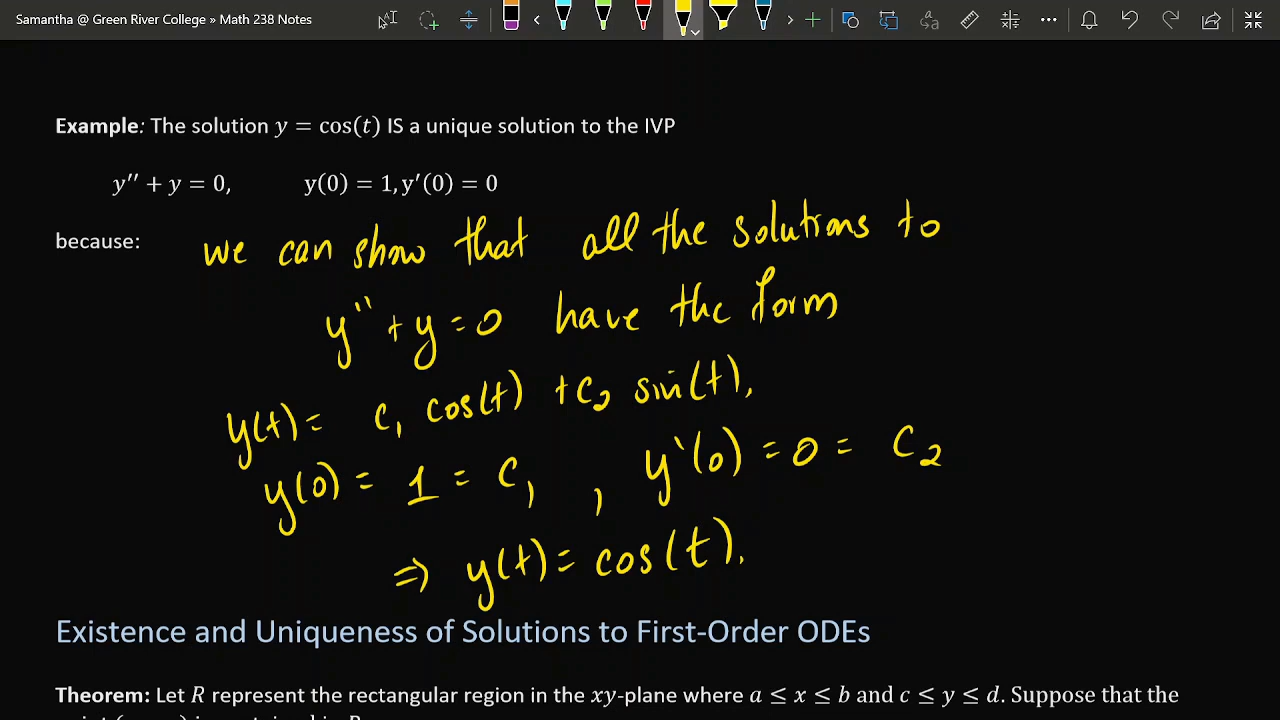 Samantha @ Green River College » Math 238 Notes
Example: The solution y = cos(t) IS a unique solution to the IVP
y′′ + y = 0, y(0) = 1, y′(0) = 0
because: we can show that all the solutions to
y'' + y = 0 have the form
y(t) = c₁ cos(t) + c₂ sin(t),
y(0) = 1 = c₁ , y'(0) = 0 = c₂
⇒ y(t) = cos(t).
Existence and Uniqueness of Solutions to First-Order ODEs
Theorem: Let R represent the rectangular region in the xy-plane where a ≤ x ≤ b and c ≤ y ≤ d. Suppose that the